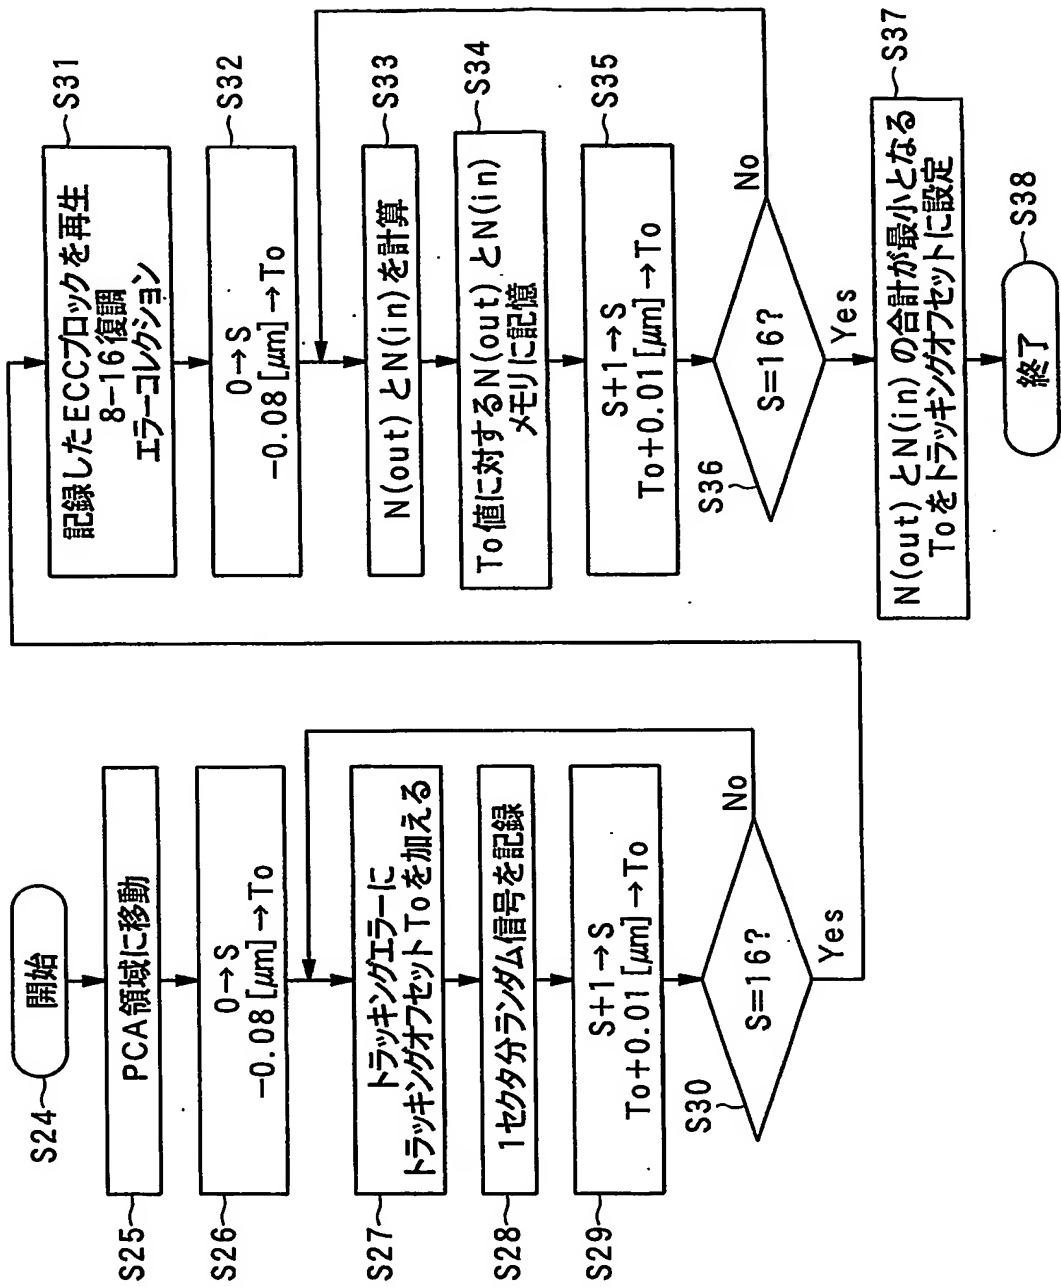 S24
開始
S25
PCA領域に移動
S26
0→S
-0.08[μm]→To
S27
トラッキングエラーに
トラッキングオフセットToを加える
S28
1セクタ分ランダム信号を記録
S29
S+1→S
To+0.01[μm]→To
S30
S=16?
No
Yes
S31
記録したECCブロックを再生
8-16復調
エラーコレクション
S32
0→S
-0.08[μm]→To
S33
N(out)とN(in)を計算
S34
To値に対するN(out)とN(in)
メモリに記憶
S35
S+1→S
To+0.01[μm]→To
S36
S=16?
No
Yes
S37
N(out)とN(in)の合計が最小となる
Toをトラッキングオフセットに設定
S38
終了